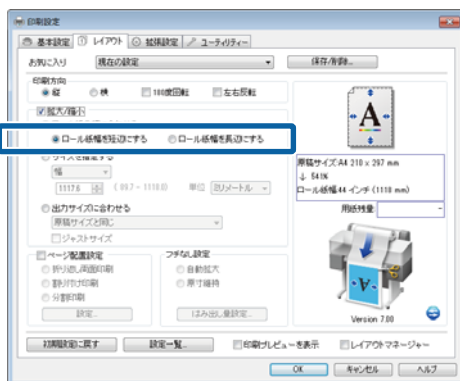 印刷設定
基本設定 レイアウト 拡張設定 ユーティリティー
お気に入り 現在の設定 保存/削除...
印刷方向
縦 横 180度回転 左右反転
拡大/縮小
ロール紙幅を短辺にする ロール紙幅を長辺にする
サイズを指定する
幅
1117.6 ( 89.7 - 1118.0) 単位 ミリメートル
出力サイズに合わせる
原稿サイズと同じ
ジャストサイズ
A
原稿サイズ:A4 210 x 297 mm
↓ 541%
ロール紙幅:44 インチ (1118 mm)
用紙残量: -
ページ配置設定
折り返し両面印刷
割り付け印刷
分割印刷
設定...
フチなし設定
自動拡大
原寸維持
はみ出し量設定...
Version 7.00
初期設定に戻す 設定一覧... 印刷プレビューを表示 レイアウトマネージャー
OK キャンセル ヘルプ